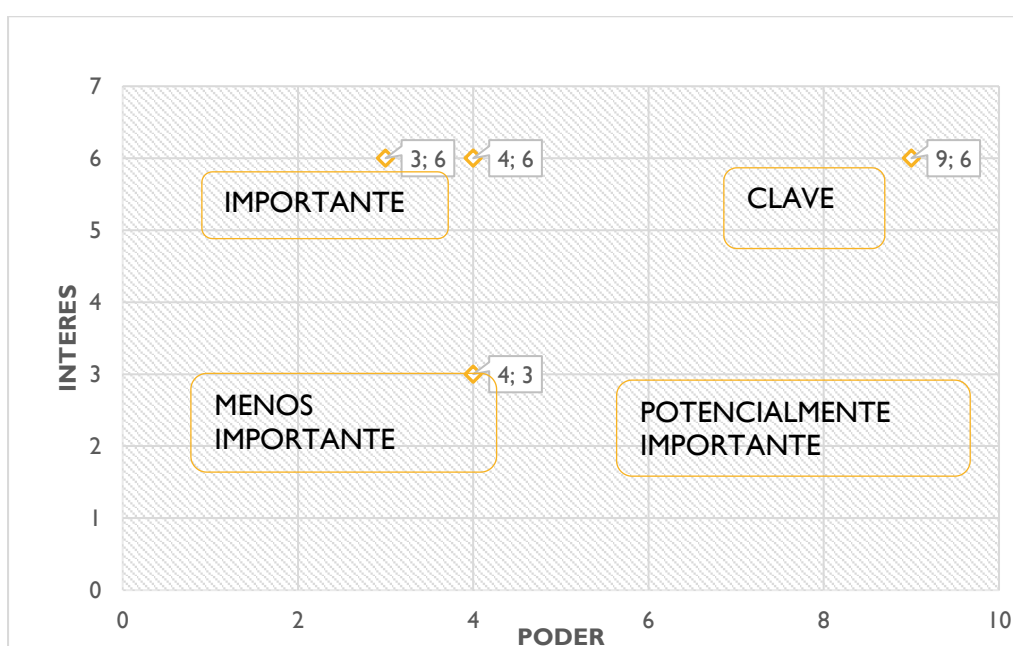 7
6
3; 6
4; 6
9; 6
IMPORTANTE
CLAVE
5
4
INTERES
3
4; 3
MENOS
IMPORTANTE
POTENCIALMENTE
IMPORTANTE
2
1
0
0
2
4
6
8
10
PODER